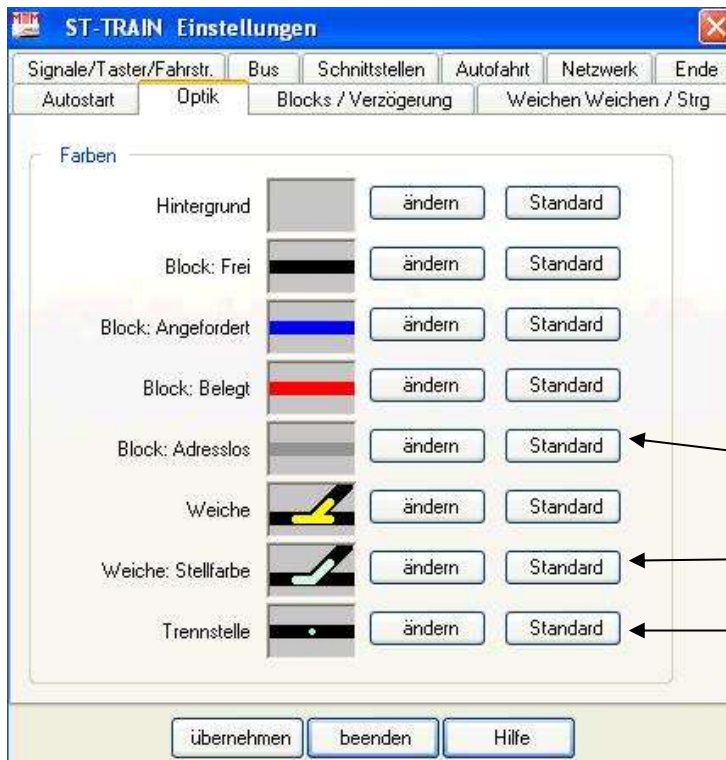 ST-TRAIN Einstellungen
Signale/Taster/Fahrstr. Bus Schnittstellen Autofahrt Netzwerk Ende
Autostart Optik Blocks / Verzögerung Weichen Weichen / Strg
Farben
Hintergrund ändern Standard
Block: Frei ändern Standard
Block: Angefordert ändern Standard
Block: Belegt ändern Standard
Block: Adresslos ändern Standard
Weiche ändern Standard
Weiche: Stellfarbe ändern Standard
Trennstelle ändern Standard
übernehmen beenden Hilfe